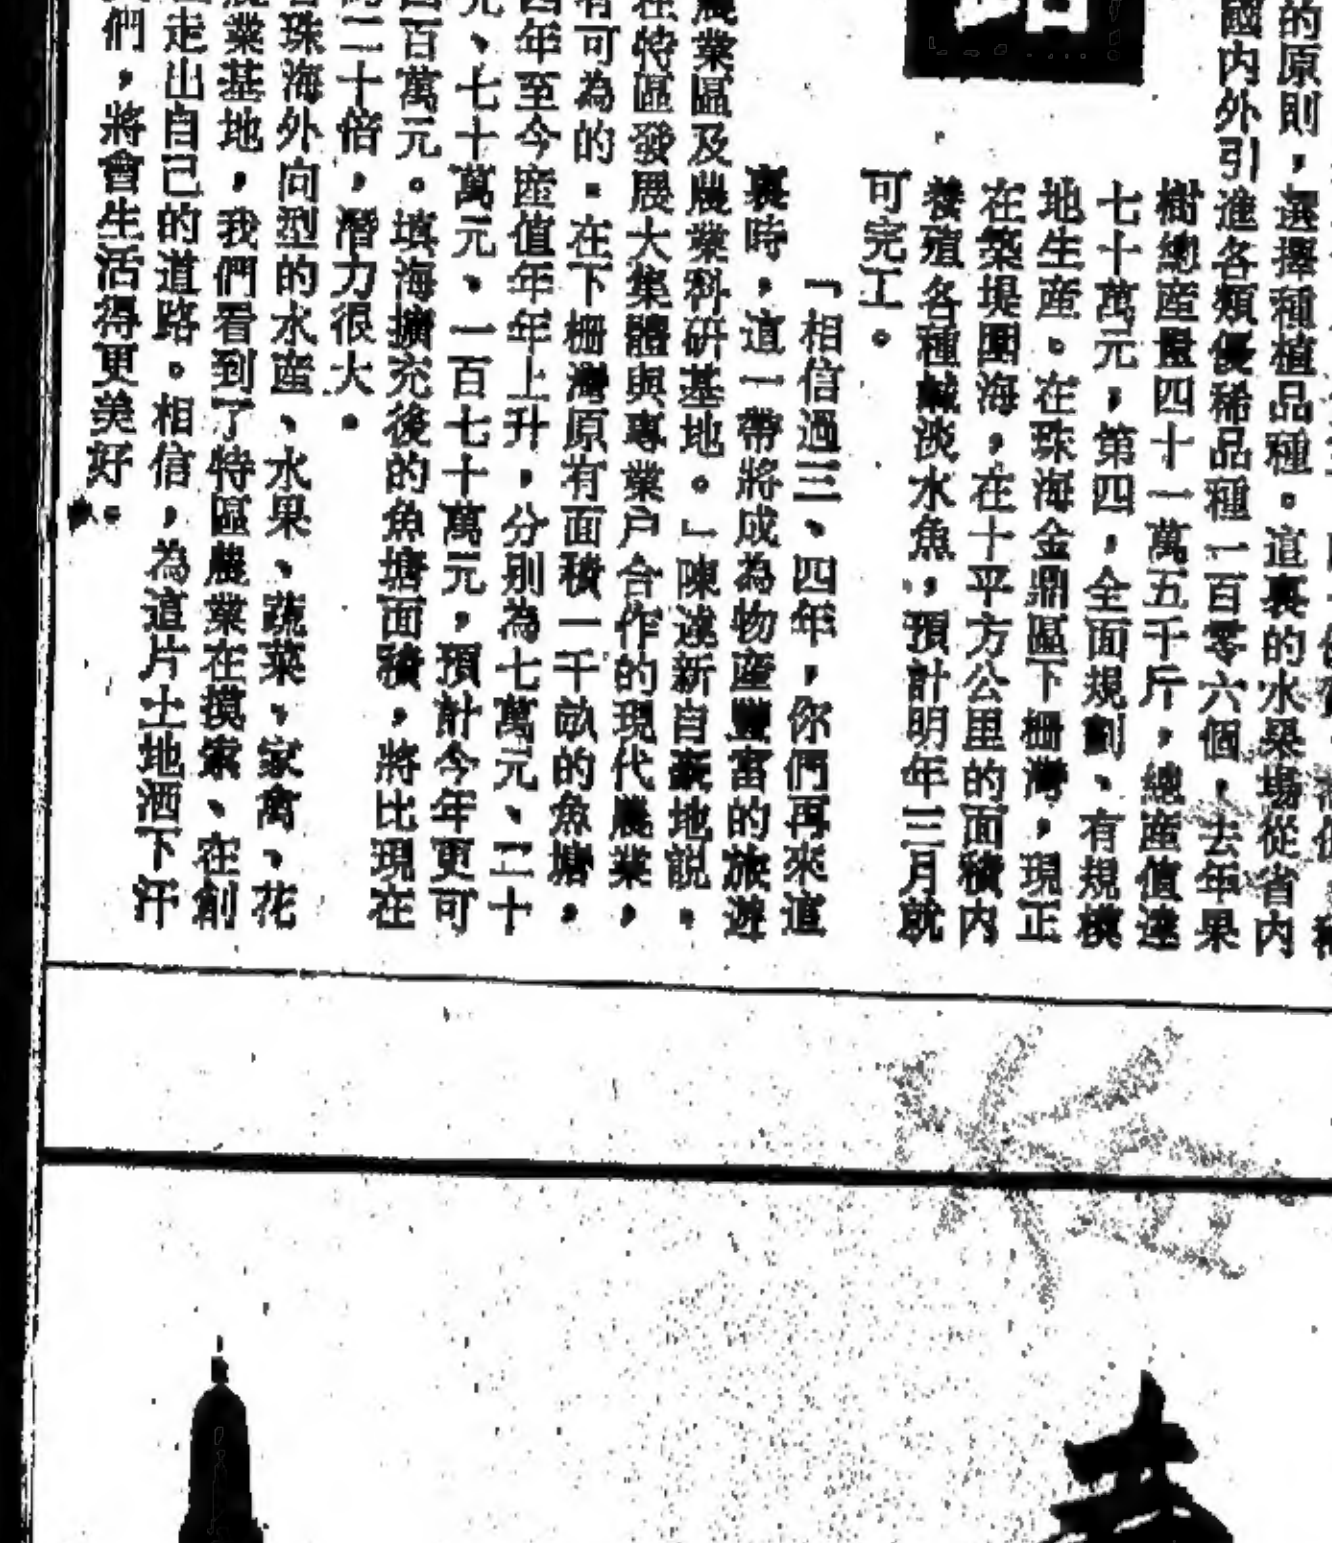 的原則，選擇種植品種。這裏的水果場從省內
國內外引進各類優稀品種一百零六個，去年果
樹總產量四十一萬五千斤，總產值達
七十萬元，第四，全面規劃、有規模
地生產。在珠海金鼎區下柵灣，現正
在築堤圍海，在十平方公里的面積內
養殖各種鹹淡水魚，預計明年三月就
可完工。
「相信過三、四年，你們再來這
裏時，這一帶將成為物產豐富的旅遊
農業區及農業科研基地。」陳遠新自豪地說。
在特區發展大集體與專業户合作的現代農業，
有可為的。在下柵灣原有面積一千畝的魚塘，
四年至今產值年年上升，分別為七萬元、二十
元、七十萬元、一百七十萬元，預計今年更可
四百萬元。填海擴充後的魚塘面積，將比現在
二十倍，潛力很大。
珠海外向型的水產、水果、蔬菜、家禽、花
農業基地，我們看到了特區農業在摸索、在創
走出自己的道路。相信，為這片土地洒下汗
們，將會生活得更美好。